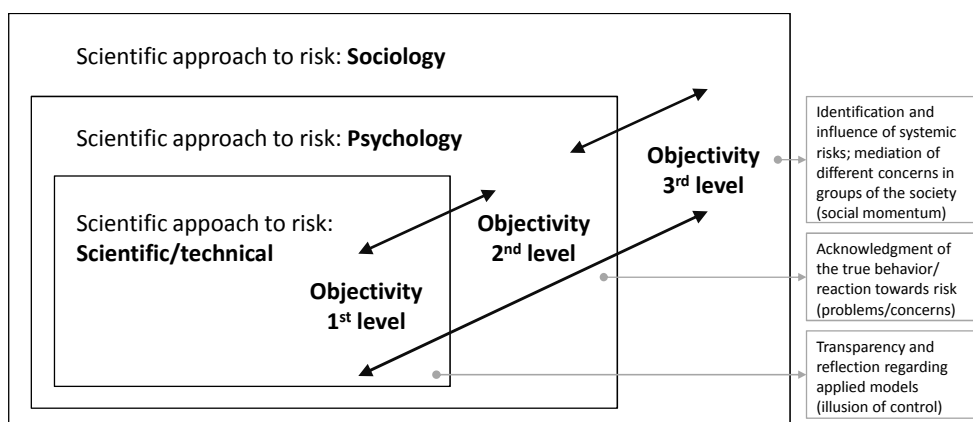 Scientific approach to risk: Sociology
Scientific approach to risk: Psychology
Scientific appoach to risk:
Scientific/technical
Objectivity
1st level
Objectivity
2nd level
Objectivity
3rd level
Identification and
influence of systemic
risks; mediation of
different concerns in
groups of the society
(social momentum)
Acknowledgment of
the true behavior/
reaction towards risk
(problems/concerns)
Transparency and
reflection regarding
applied models
(illusion of control)